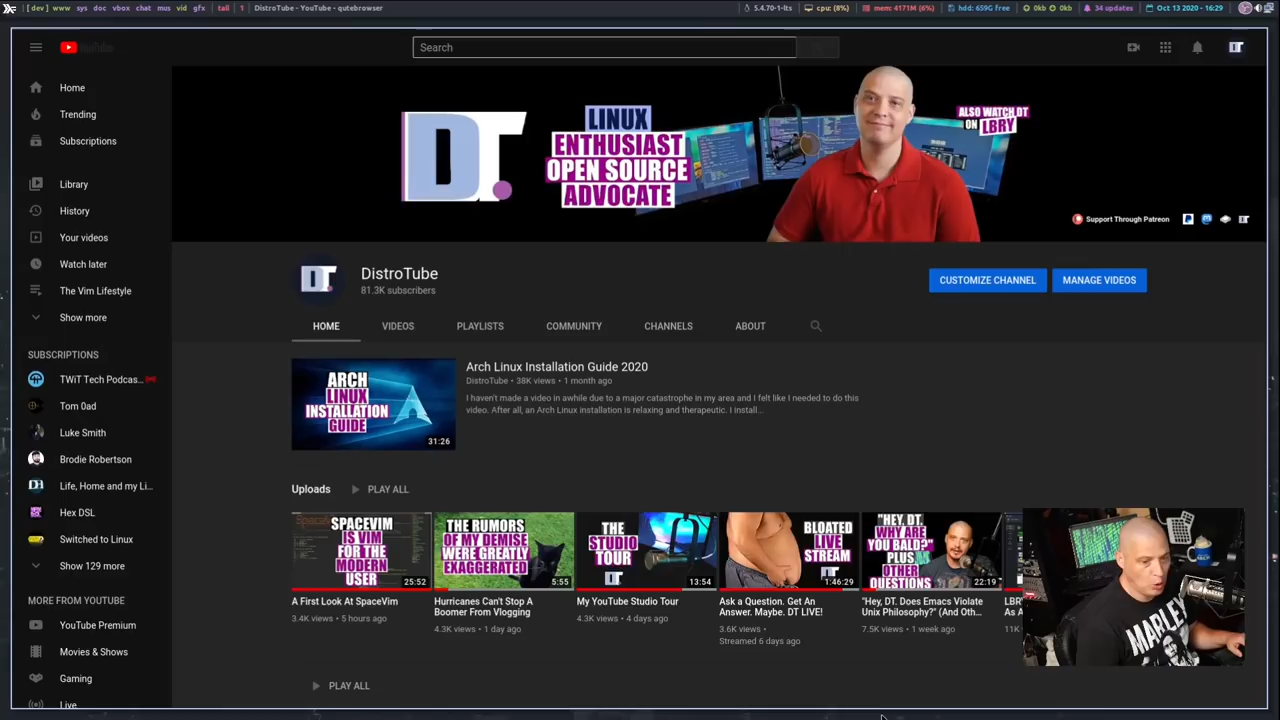 [ dev ] www sys doc vbox chat mus vid gfx | tall | 1 | DistroTube - YouTube - qutebrowser
5.4.70-1-lts | cpu: (8%) | mem: 4171M (6%) | hdd: 659G free | 0kb 0kb | 34 updates | Oct 13 2020 - 16:29
Search
Home
Trending
Subscriptions
Library
History
Your videos
Watch later
The Vim Lifestyle
Show more
SUBSCRIPTIONS
TWiT Tech Podcas...
Tom 0ad
Luke Smith
Brodie Robertson
Life, Home and my Li...
Hex DSL
Switched to Linux
Show 129 more
MORE FROM YOUTUBE
YouTube Premium
Movies & Shows
Gaming
Live
DT.
LINUX
ENTHUSIAST
OPEN SOURCE
ADVOCATE
ALSO WATCH DT
ON LBRY
Support Through Patreon
DT
DistroTube
81.3K subscribers
CUSTOMIZE CHANNEL
MANAGE VIDEOS
HOME VIDEOS PLAYLISTS COMMUNITY CHANNELS ABOUT
ARCH
LINUX
INSTALLATION
GUIDE
31:26
Arch Linux Installation Guide 2020
DistroTube • 38K views • 1 month ago
I haven't made a video in awhile due to a major catastrophe in my area and I felt like I needed to do this
video. After all, an Arch Linux installation is relaxing and therapeutic. I install...
Uploads PLAY ALL
SPACEVIM
IS VIM
FOR THE
MODERN
USER
25:52
A First Look At SpaceVim
3.4K views • 5 hours ago
THE RUMORS
OF MY DEMISE
WERE GREATLY
EXAGGERATED
5:55
Hurricanes Can't Stop A
Boomer From Vlogging
4.3K views • 1 day ago
THE
STUDIO
TOUR
DT
13:54
My YouTube Studio Tour
4.3K views • 4 days ago
BLOATED
LIVE
STREAM
DT
1:46:29
Ask a Question. Get An
Answer. Maybe. DT LIVE!
3.6K views •
Streamed 6 days ago
"HEY, DT.
WHY ARE
YOU BALD?"
PLUS
OTHER
QUESTIONS
22:19
"Hey, DT. Does Emacs Violate
Unix Philosophy?" (And Oth...
7.5K views • 1 week ago
LBR
As A
11K
MARLEY
PLAY ALL